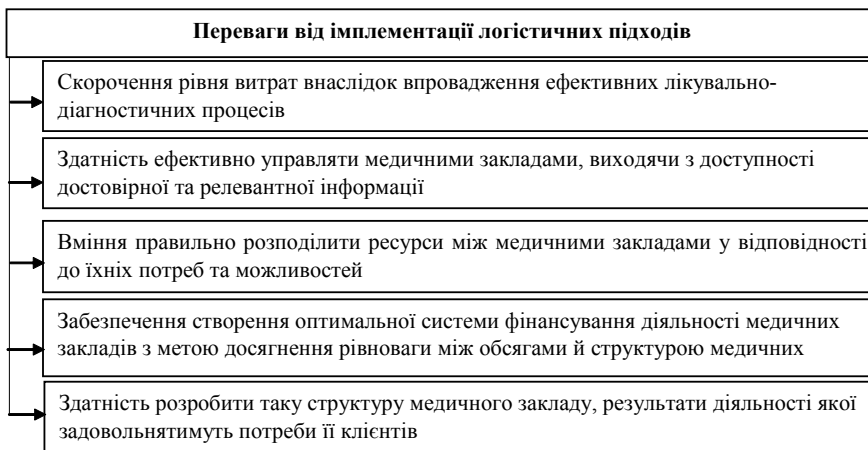 Переваги від імплементації логістичних підходів
Скорочення рівня витрат внаслідок впровадження ефективних лікувально-
діагностичних процесів
Здатність ефективно управляти медичними закладами, виходячи з доступності
достовірної та релевантної інформації
Вміння правильно розподілити ресурси між медичними закладами у відповідності
до їхніх потреб та можливостей
Забезпечення створення оптимальної системи фінансування діяльності медичних
закладів з метою досягнення рівноваги між обсягами й структурою медичних
Здатність розробити таку структуру медичного закладу, результати діяльності якої
задовольнятимуть потреби її клієнтів